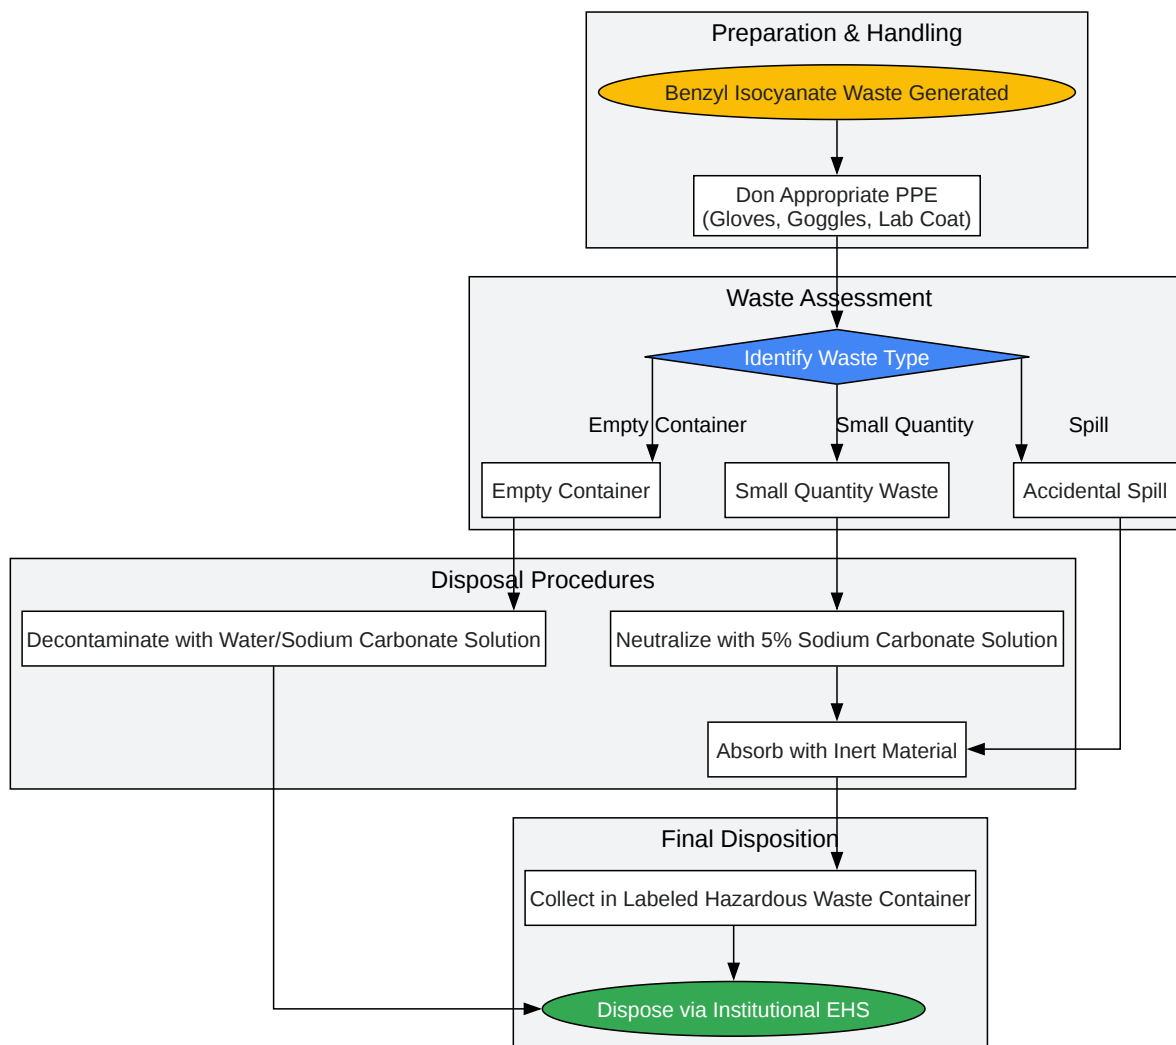 Preparation & Handling
Benzyl Isocyanate Waste Generated
Don Appropriate PPE
(Gloves, Goggles, Lab Coat)
Waste Assessment
Identify Waste Type
Empty Container
Small Quantity
Spill
Empty Container
Small Quantity Waste
Accidental Spill
Disposal Procedures
Decontaminate with Water/Sodium Carbonate Solution
Neutralize with 5% Sodium Carbonate Solution
Absorb with Inert Material
Final Disposition
Collect in Labeled Hazardous Waste Container
Dispose via Institutional EHS